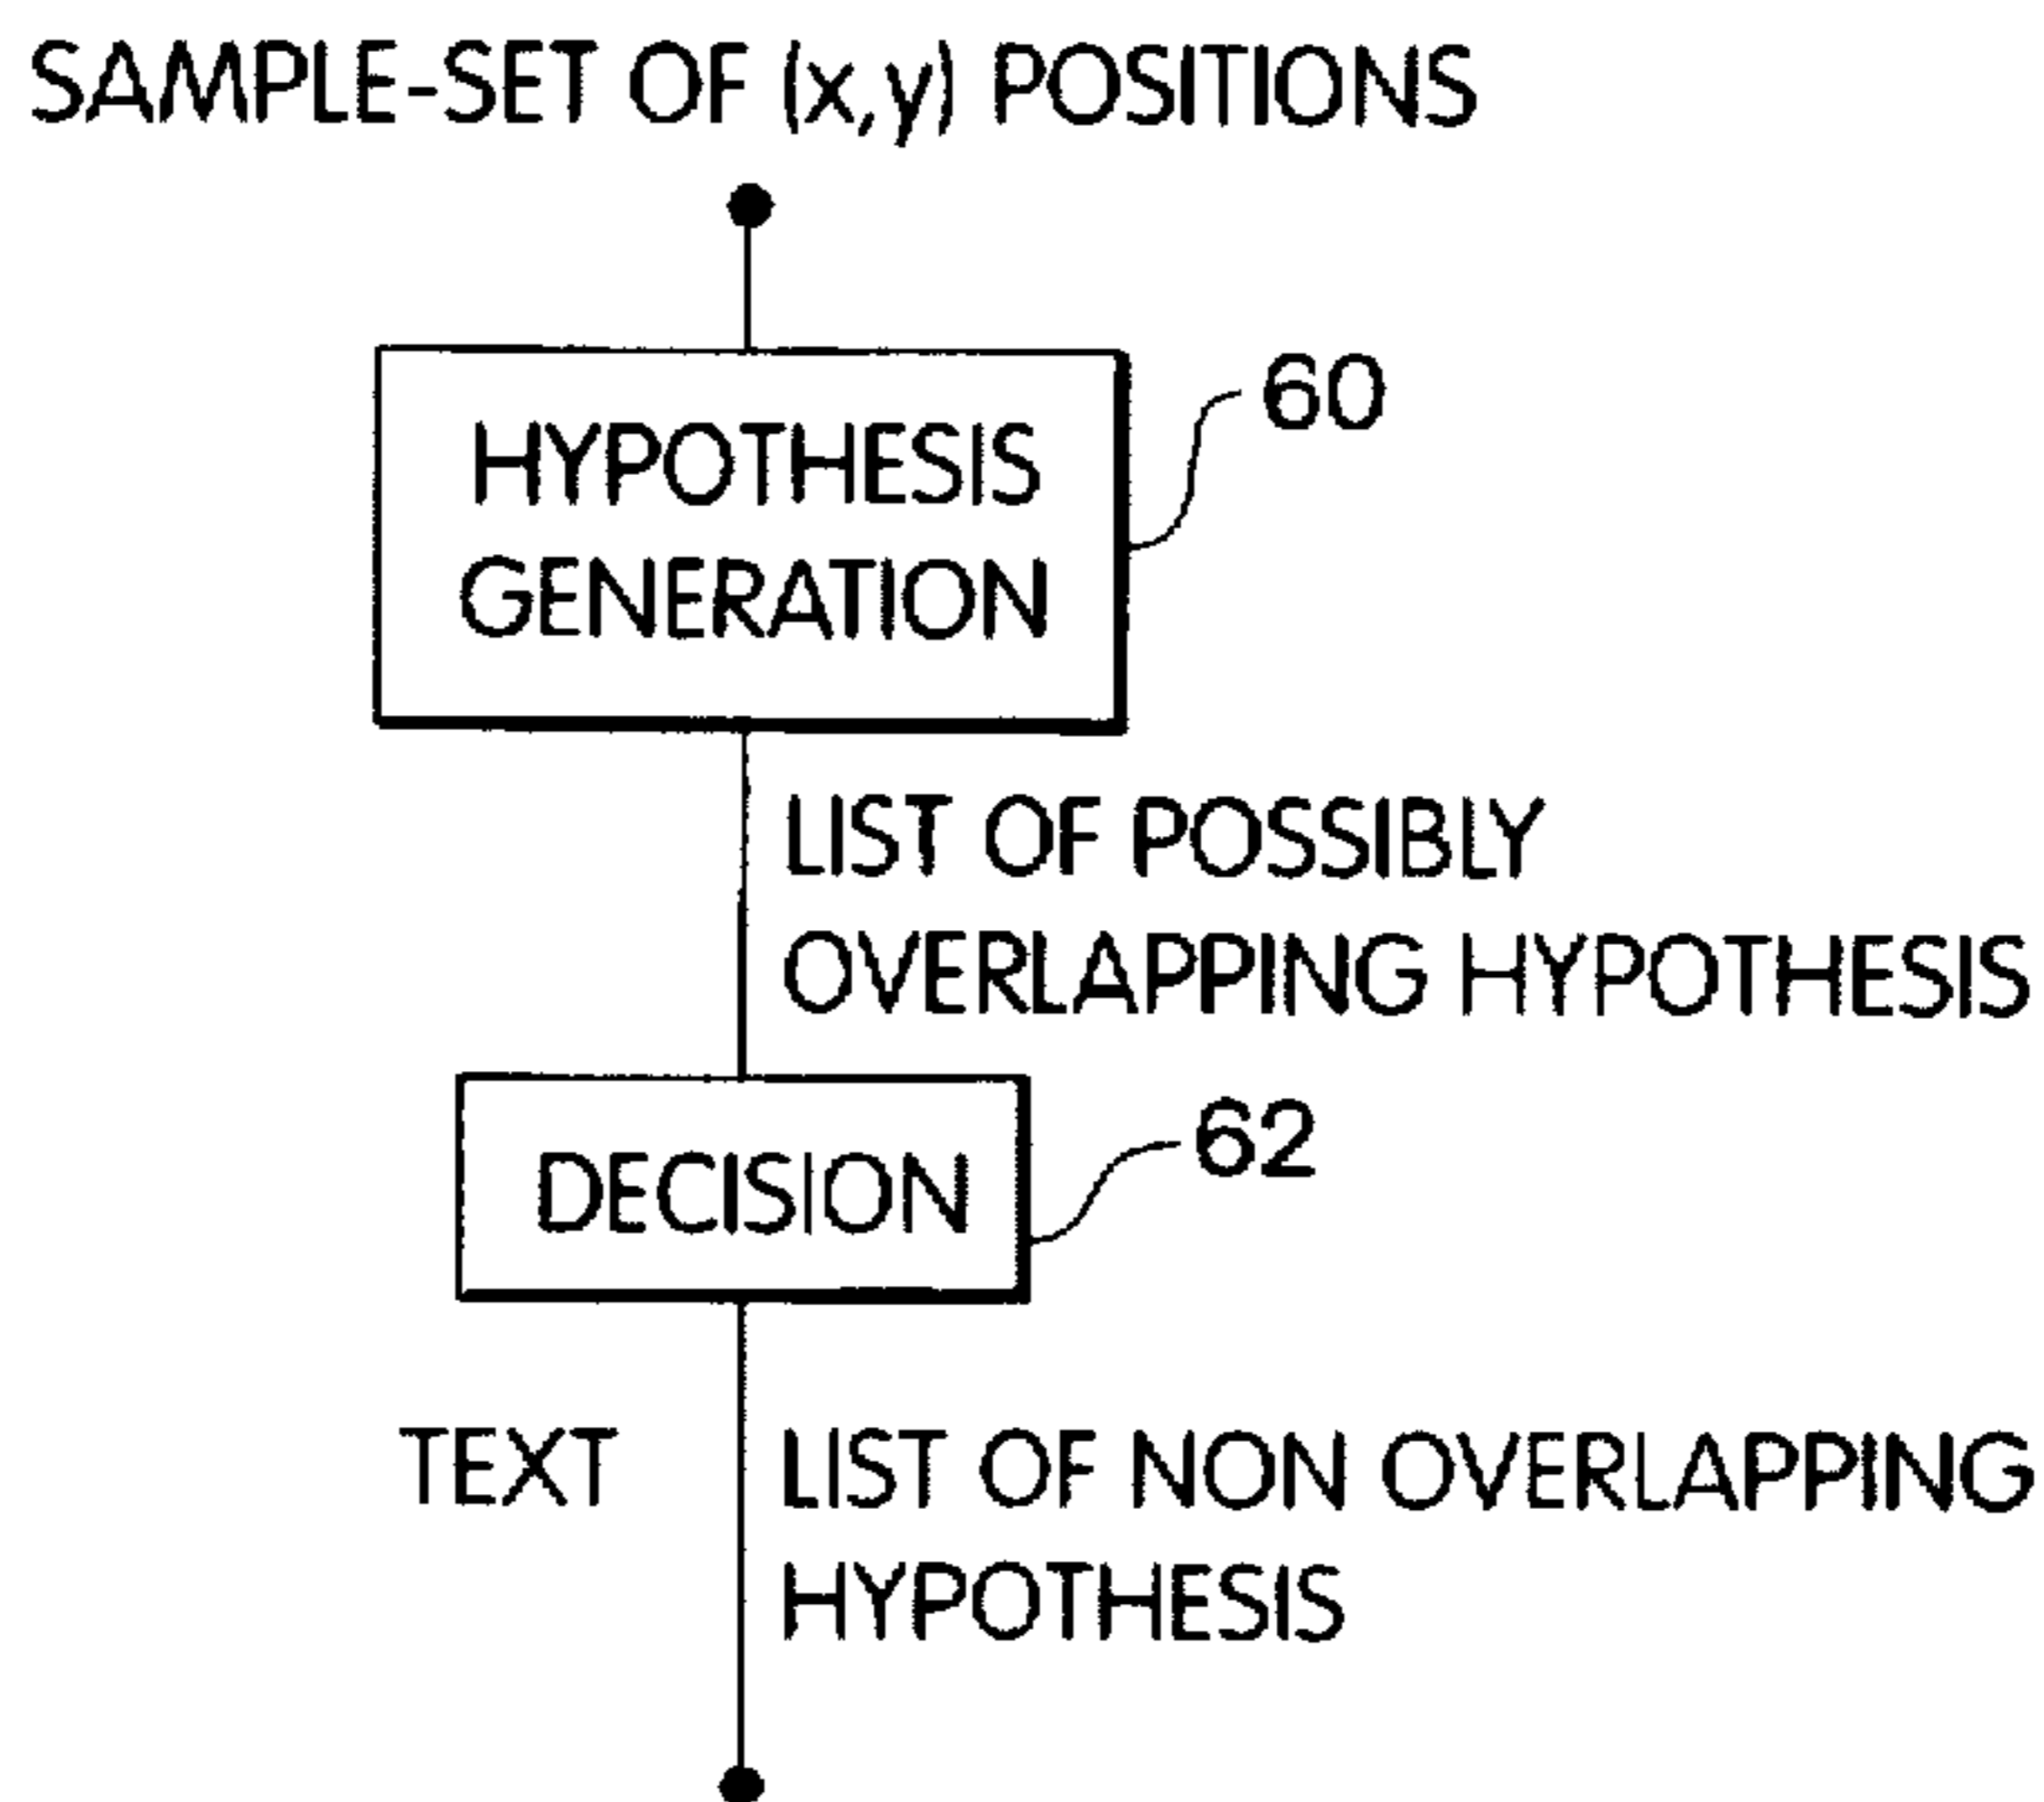 SAMPLE-SET OF (x,y) POSITIONS
HYPOTHESIS
60
GENERATION
LIST OF POSSIBLY
OVERLAPPING HYPOTHESIS
DECISION
62
TEXT
LIST OF NON OVERLAPPING
HYPOTHESIS